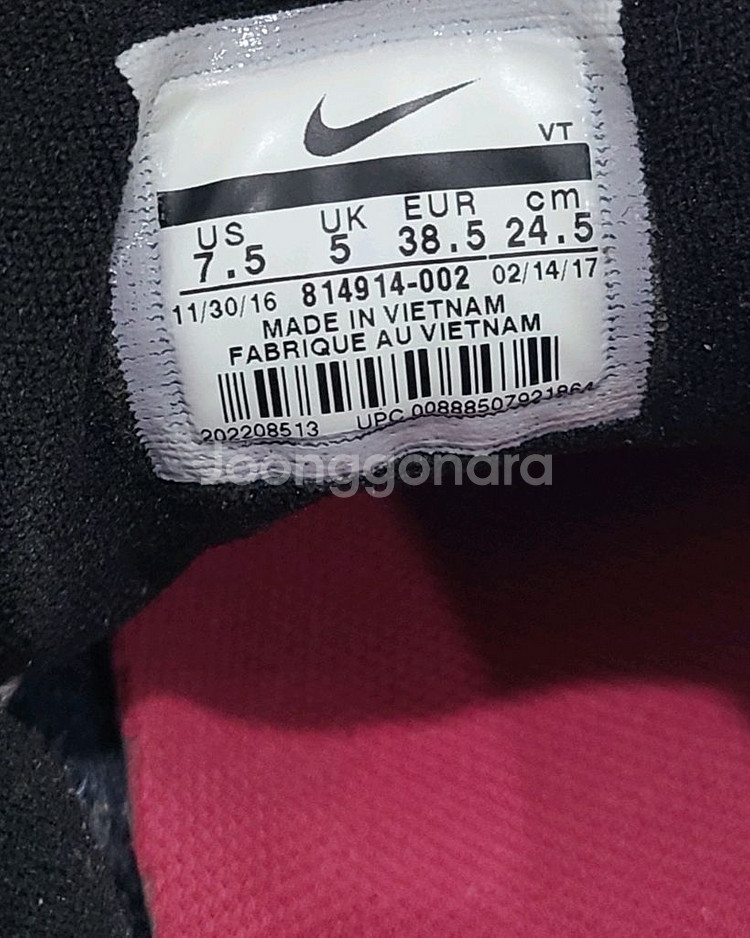 VT
US UK EUR cm
7.5 5 38.5 24.5
11/30/16 814914-002 02/14/17
MADE IN VIETNAM
FABRIQUE AU VIETNAM
202208513 UPC 00888507921864
Joonggonara